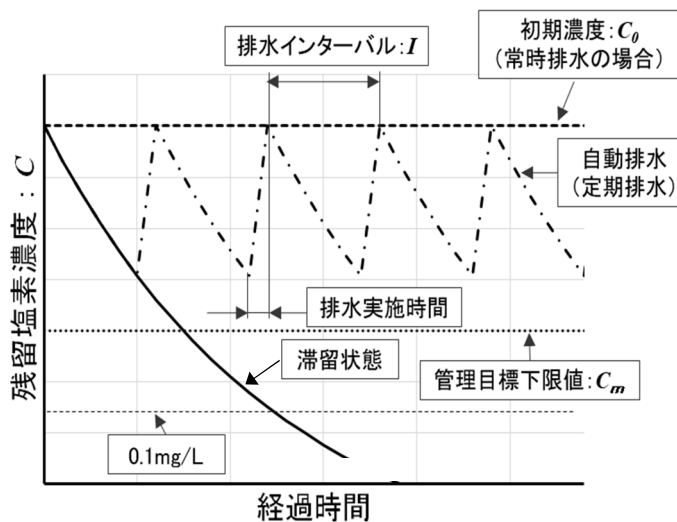 初期濃度：C0
（常時排水の場合）
排水インターバル：I
自動排水
（定期排水）
排水実施時間
滞留状態
管理目標下限値：Cm
0.1mg/L
残留塩素濃度：C
経過時間